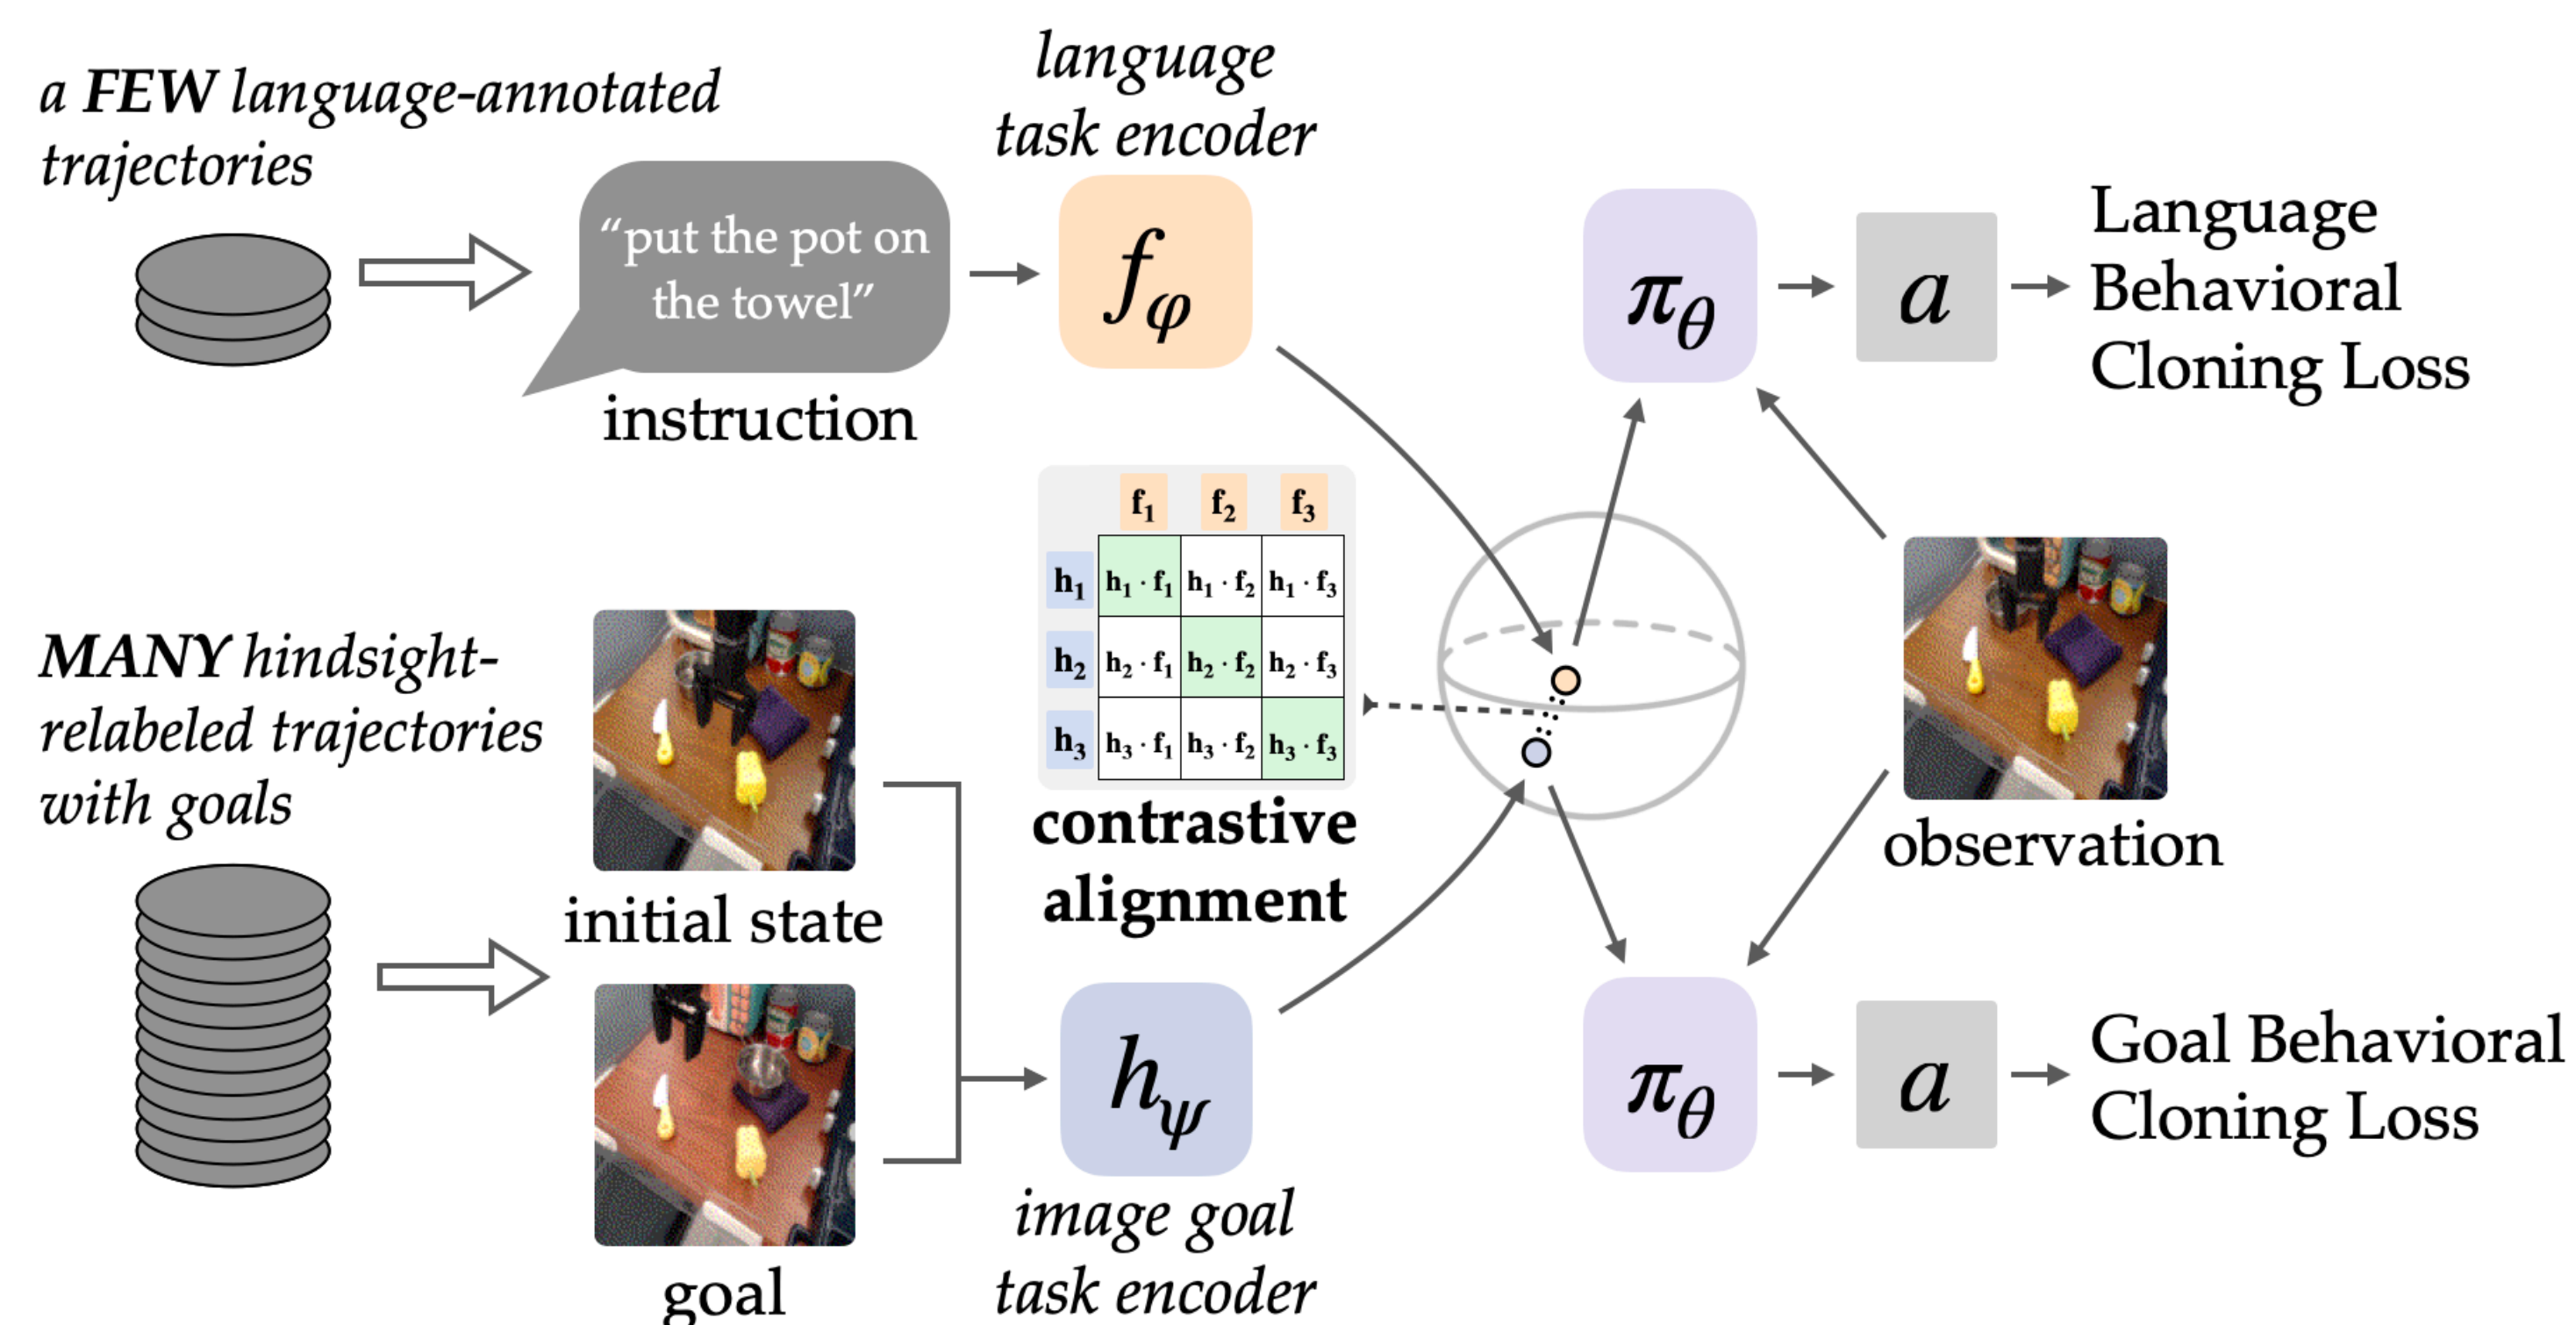 a FEW language-annotated
trajectories
"put the pot on
the towel"
instruction
language
task encoder
fφ
MANY hindsight-
relabeled trajectories
with goals
initial state
goal
f1 f2 f3
h1 h1 · f1 h1 · f2 h1 · f3
h2 h2 · f1 h2 · f2 h2 · f3
h3 h3 · f1 h3 · f2 h3 · f3
contrastive
alignment
hψ
image goal
task encoder
πθ
a
Language
Behavioral
Cloning Loss
observation
πθ
a
Goal Behavioral
Cloning Loss